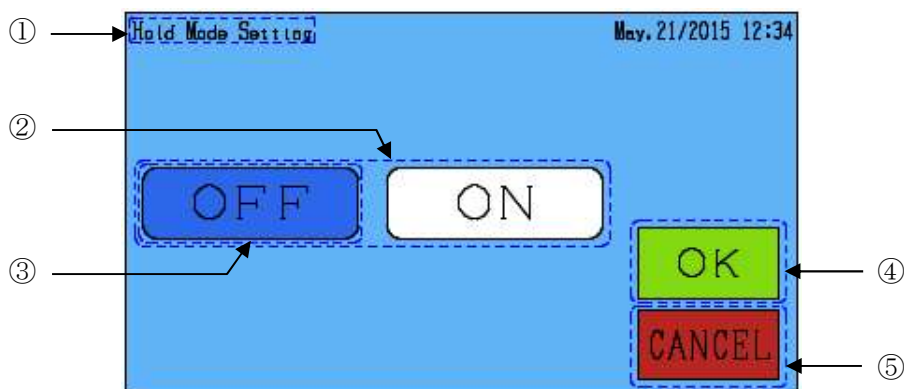 ① Hold Mode Setting May.21/2015 12:34
②
OFF ON
③ OK ④
CANCEL ⑤